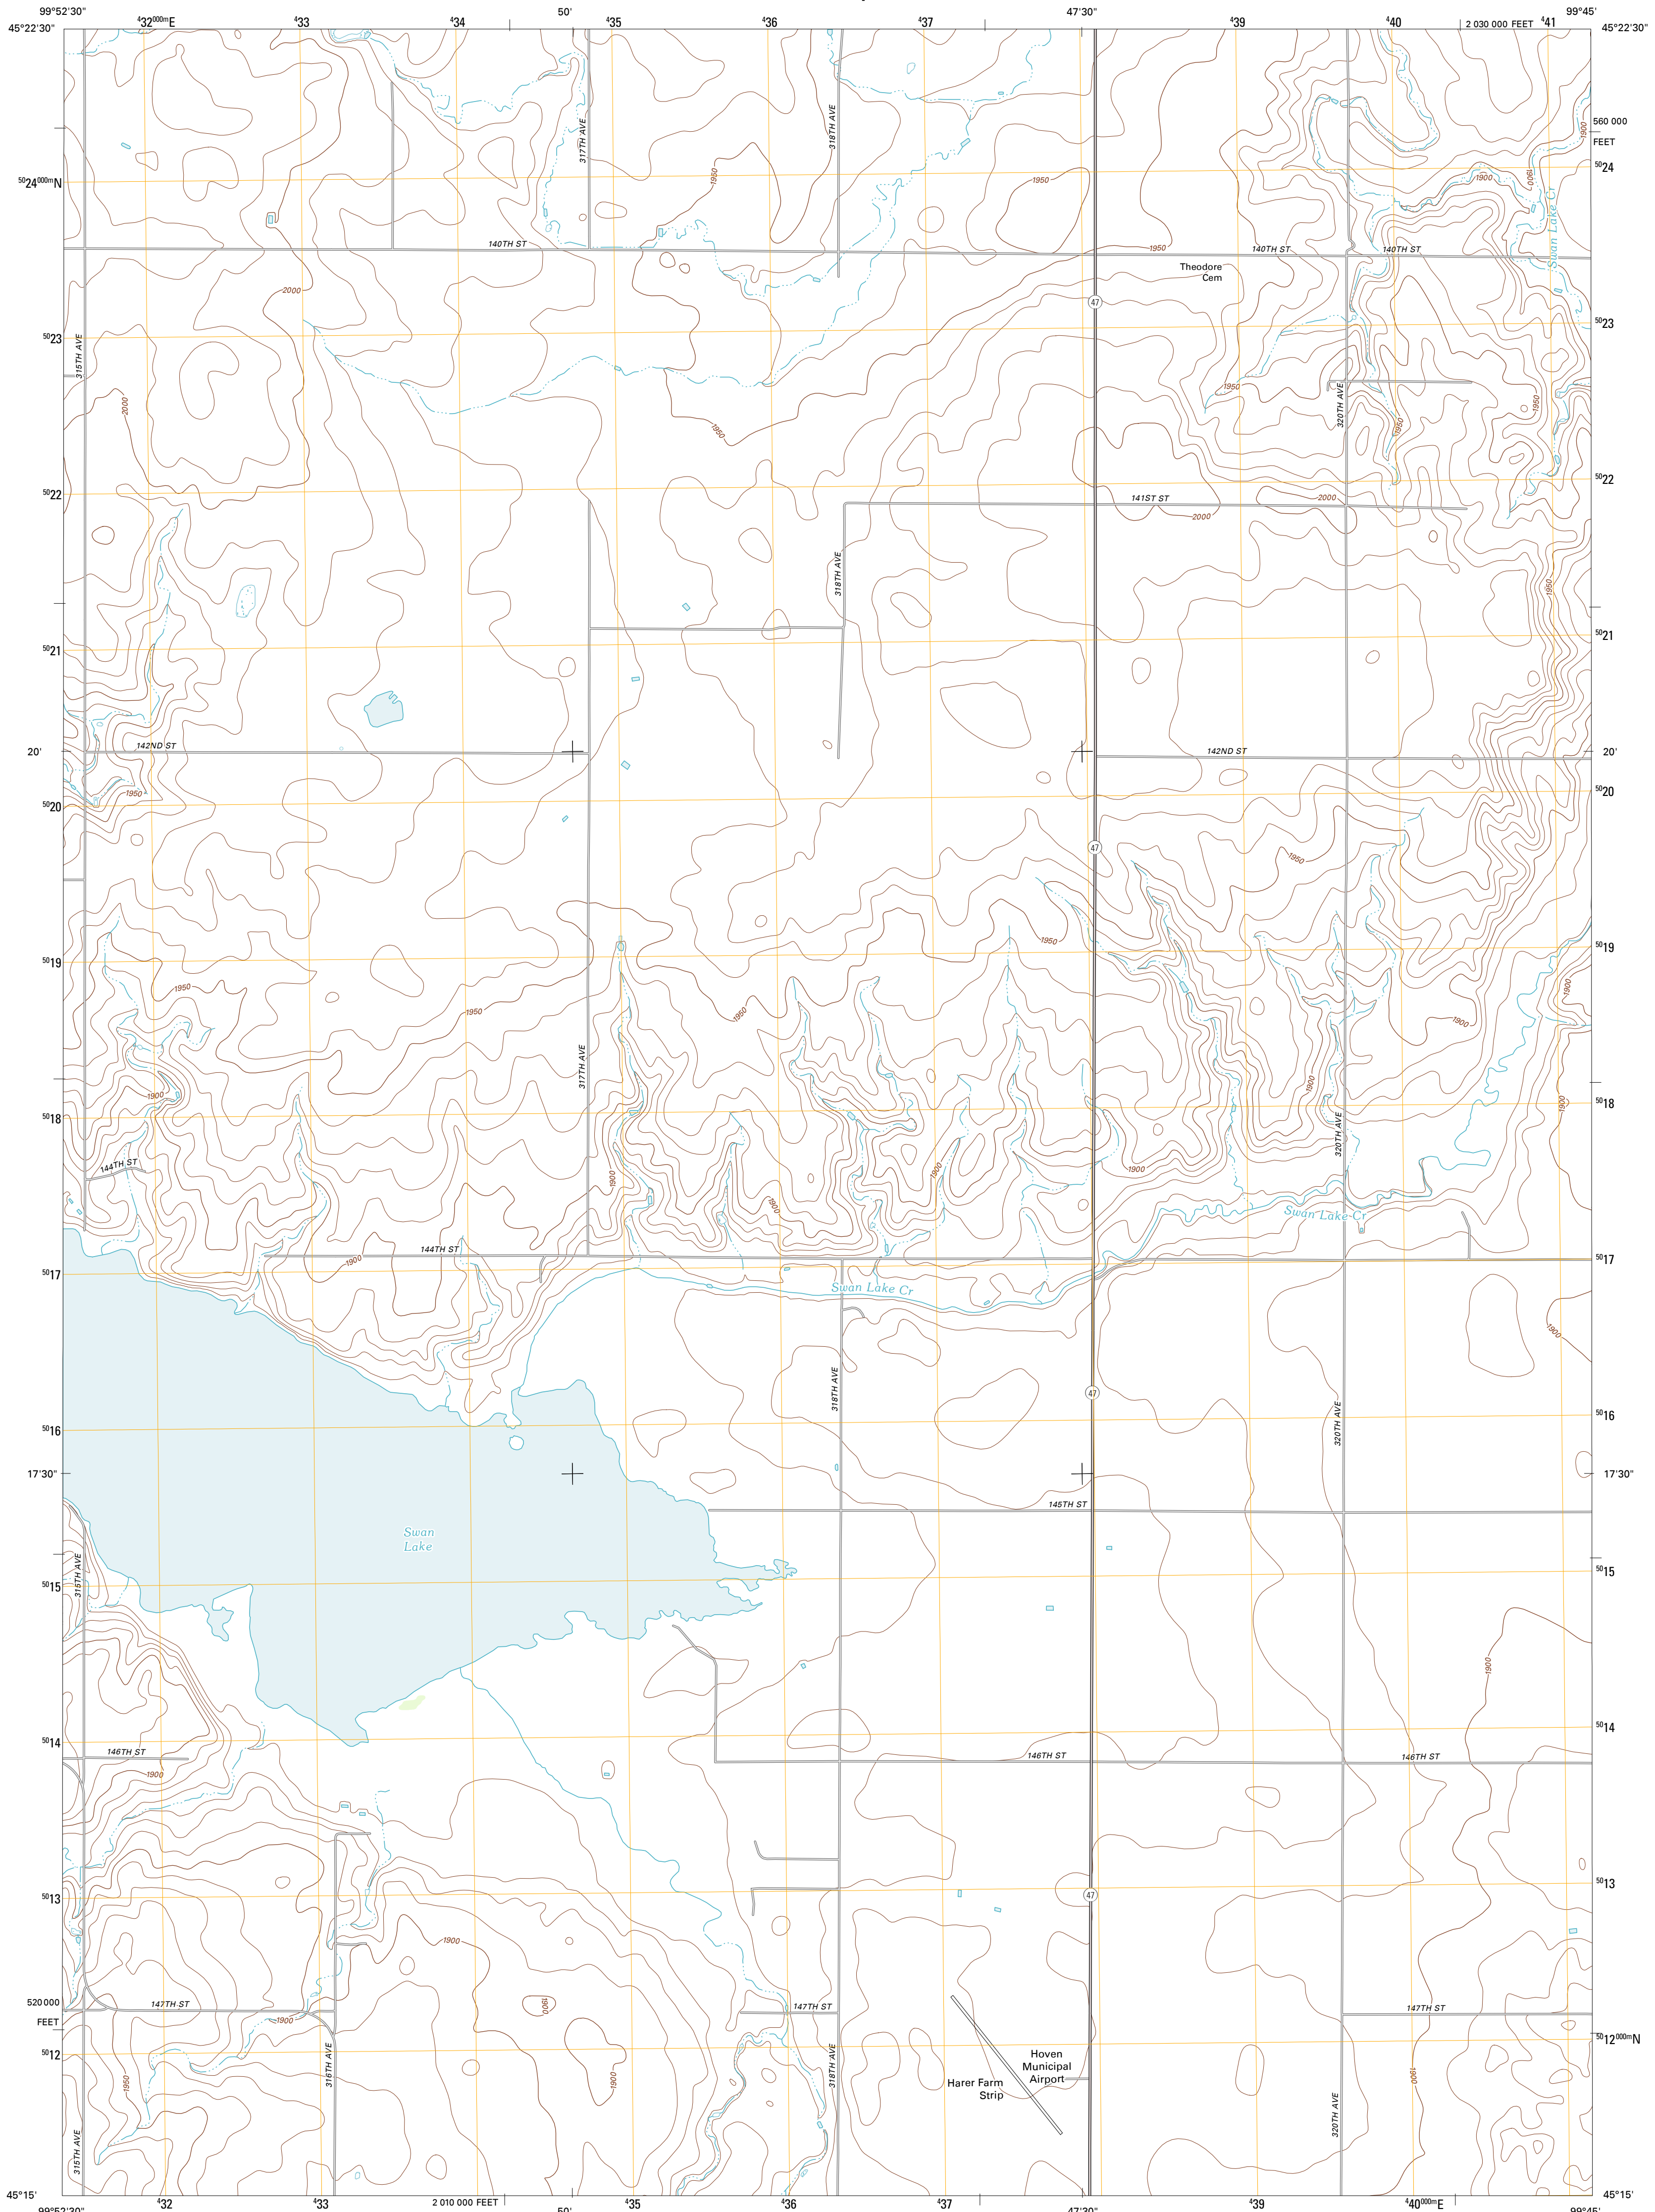 99°52'30" ⁴32⁰⁰⁰ᵐE ⁴33 ⁴34 50' ⁴35 ⁴36 ⁴37 47'30" ⁴39 ⁴40 2 030 000 FEET ⁴41 99°45'
45°22'30" 45°22'30"
560 000
FEET
317TH AVE
318TH AVE
1900
⁵⁰24⁰⁰⁰ᵐN
⁵⁰24
1950
1950
1900
1900
Swan Lake Cr
140TH ST
1950
140TH ST
140TH ST
Theodore
Cem
2000
47
⁵⁰23
⁵⁰23
315TH AVE
2000
1950
1950
320TH AVE
1950
1950
⁵⁰22
⁵⁰22
141ST ST
2000
2000
318TH AVE
1950
⁵⁰21
⁵⁰21
20'
142ND ST
142ND ST
20'
1950
⁵⁰20
⁵⁰20
47
1950
1950
⁵⁰19
⁵⁰19
1950
1950
1950
1900
1900
317TH AVE
1900
1900
1900
⁵⁰18
⁵⁰18
320TH AVE
144TH ST
1900
1900
1900
1900
Swan Lake Cr
144TH ST
1900
⁵⁰17
⁵⁰17
Swan Lake Cr
1900
318TH AVE
47
320TH AVE
⁵⁰16
⁵⁰16
17'30"
17'30"
145TH ST
Swan
Lake
315TH AVE
⁵⁰15
⁵⁰15
1900
⁵⁰14
⁵⁰14
146TH ST
146TH ST
146TH ST
1900
⁵⁰13
47
⁵⁰13
1900
520 000
FEET
147TH ST
1900
1900
147TH ST
147TH ST
⁵⁰12
⁵⁰12⁰⁰⁰ᵐN
316TH AVE
318TH AVE
Hoven
Municipal
Airport
Harer Farm
Strip
1950
1900
1900
320TH AVE
315TH AVE
45°15' 45°15'
99°52'30" ⁴32 ⁴33 2 010 000 FEET 50' ⁴35 ⁴36 ⁴37 47'30" ⁴39 ⁴40⁰⁰⁰ᵐE 99°45'